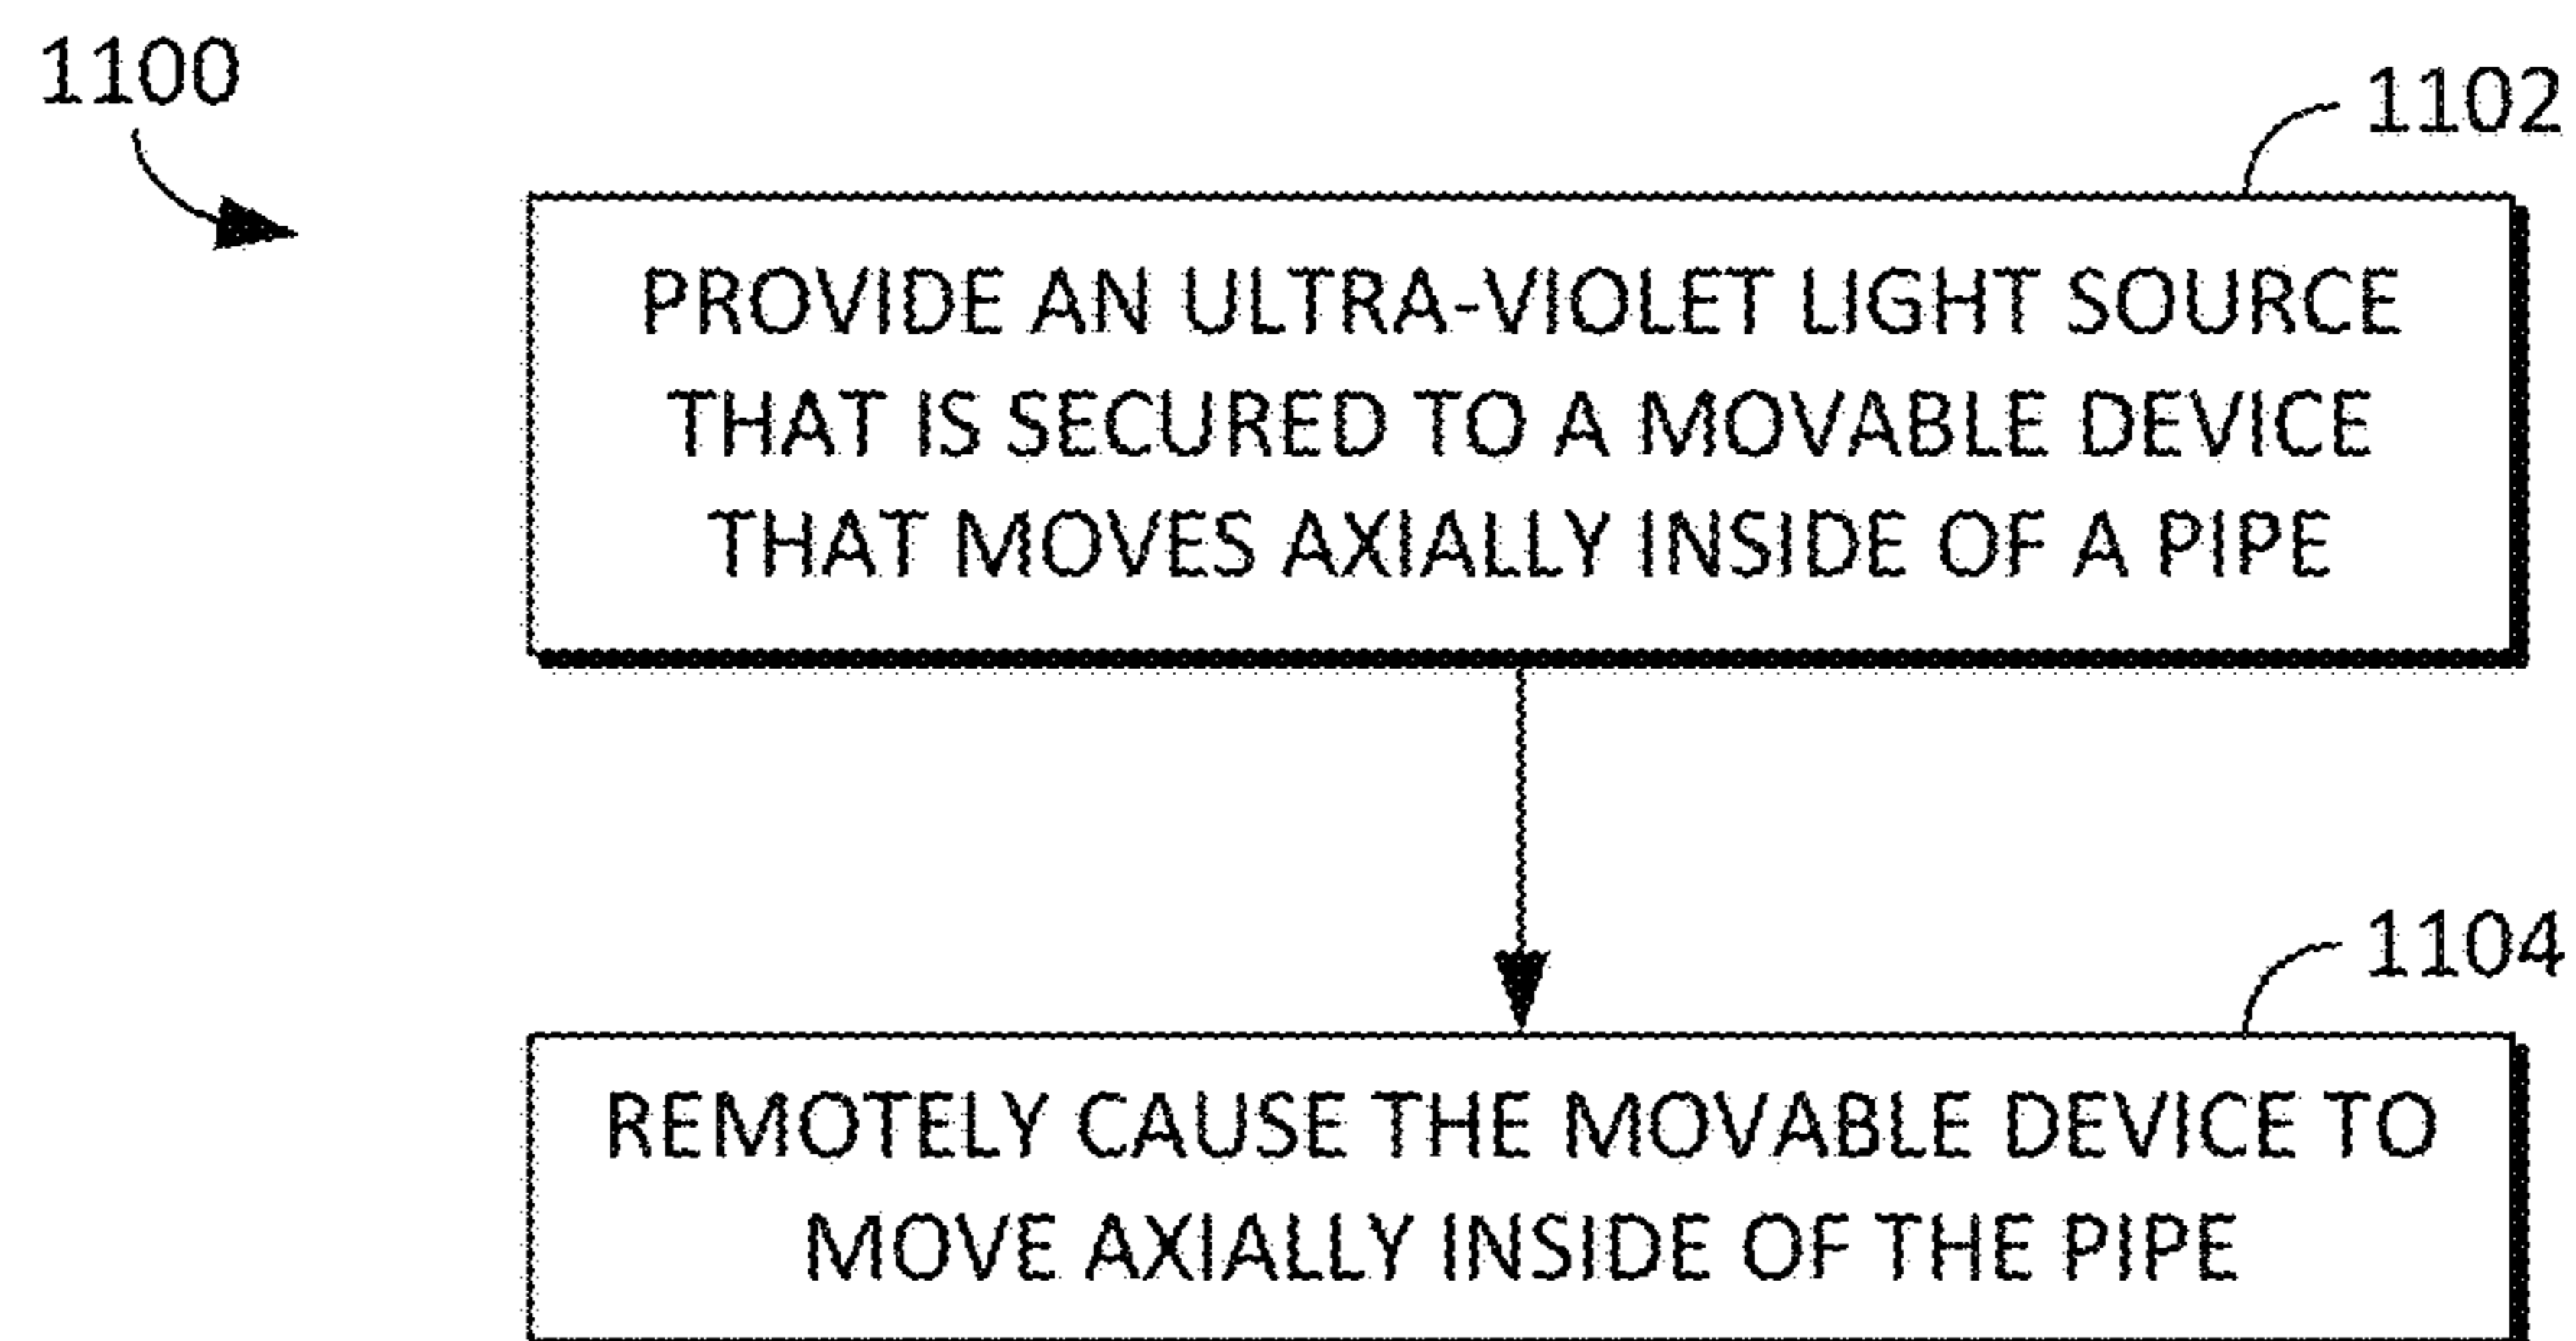 1100
1102
PROVIDE AN ULTRA-VIOLET LIGHT SOURCE
THAT IS SECURED TO A MOVABLE DEVICE
THAT MOVES AXIALLY INSIDE OF A PIPE
1104
REMOTELY CAUSE THE MOVABLE DEVICE TO
MOVE AXIALLY INSIDE OF THE PIPE